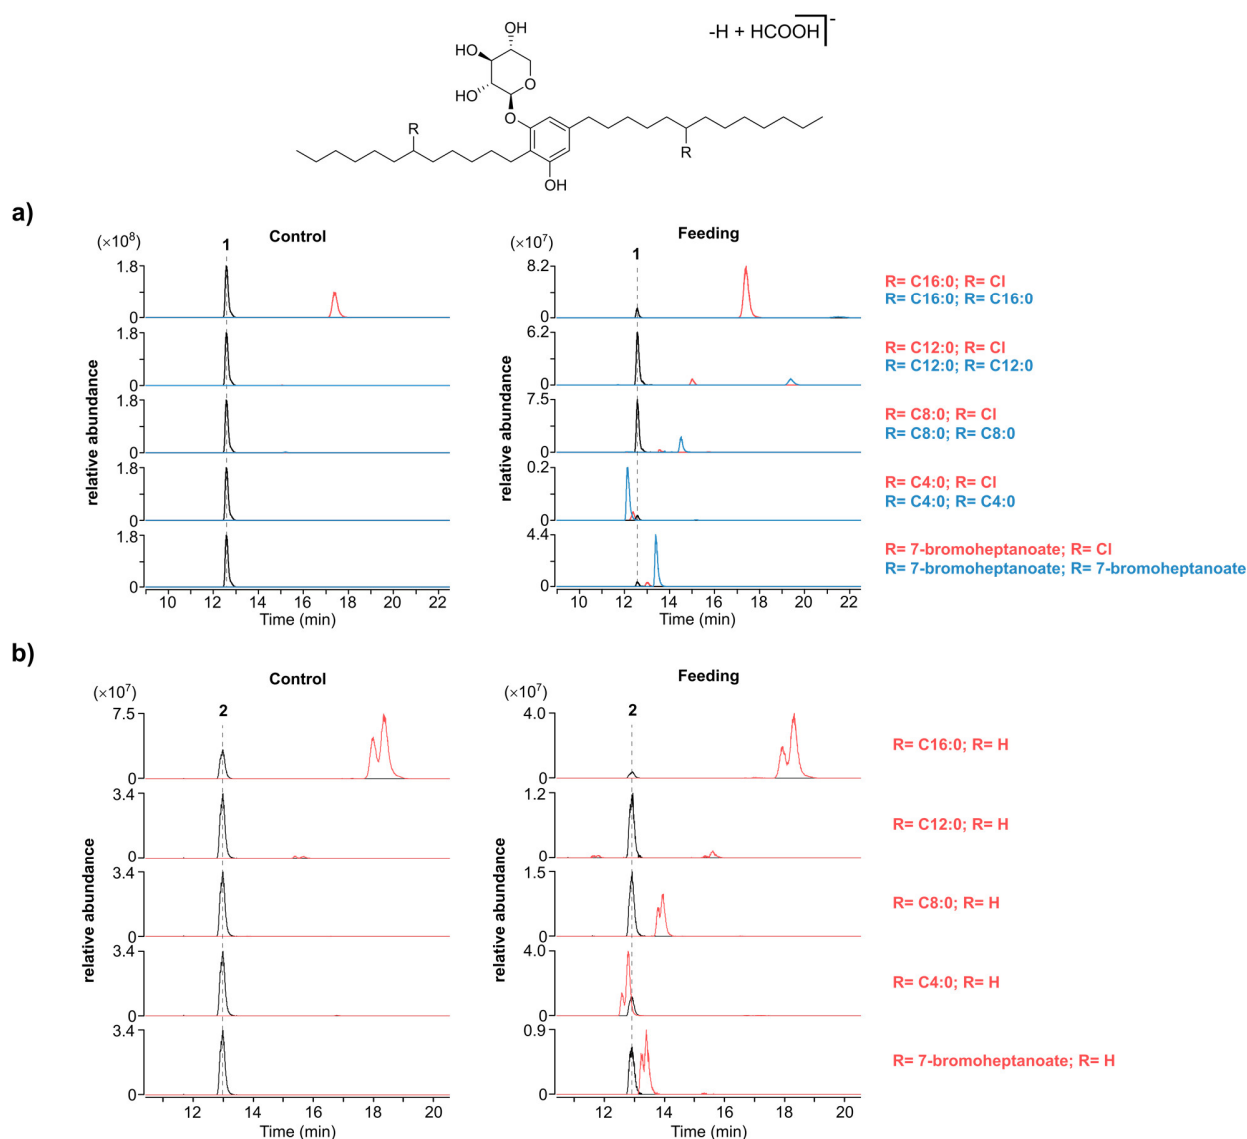 OH
-H + HCOOH
-
HO
HO
O
O
R
R
OH
a)
Control
Feeding
(×10⁸)
(×10⁷)
1
1
1.8
0
8.2
0
R= C16:0; R= Cl
R= C16:0; R= C16:0
1.8
0
6.2
0
R= C12:0; R= Cl
R= C12:0; R= C12:0
relative abundance
relative abundance
1.8
0
7.5
0
R= C8:0; R= Cl
R= C8:0; R= C8:0
1.8
0
0.2
0
R= C4:0; R= Cl
R= C4:0; R= C4:0
1.8
0
4.4
0
R= 7-bromoheptanoate; R= Cl
R= 7-bromoheptanoate; R= 7-bromoheptanoate
10 12 14 16 18 20 22
10 12 14 16 18 20 22
Time (min)
Time (min)
b)
Control
Feeding
(×10⁷)
(×10⁷)
2
2
7.5
0
4.0
0
R= C16:0; R= H
3.4
0
1.2
0
R= C12:0; R= H
relative abundance
relative abundance
3.4
0
1.5
0
R= C8:0; R= H
3.4
0
4.0
0
R= C4:0; R= H
3.4
0
0.9
0
R= 7-bromoheptanoate; R= H
12 14 16 18 20
12 14 16 18 20
Time (min)
Time (min)